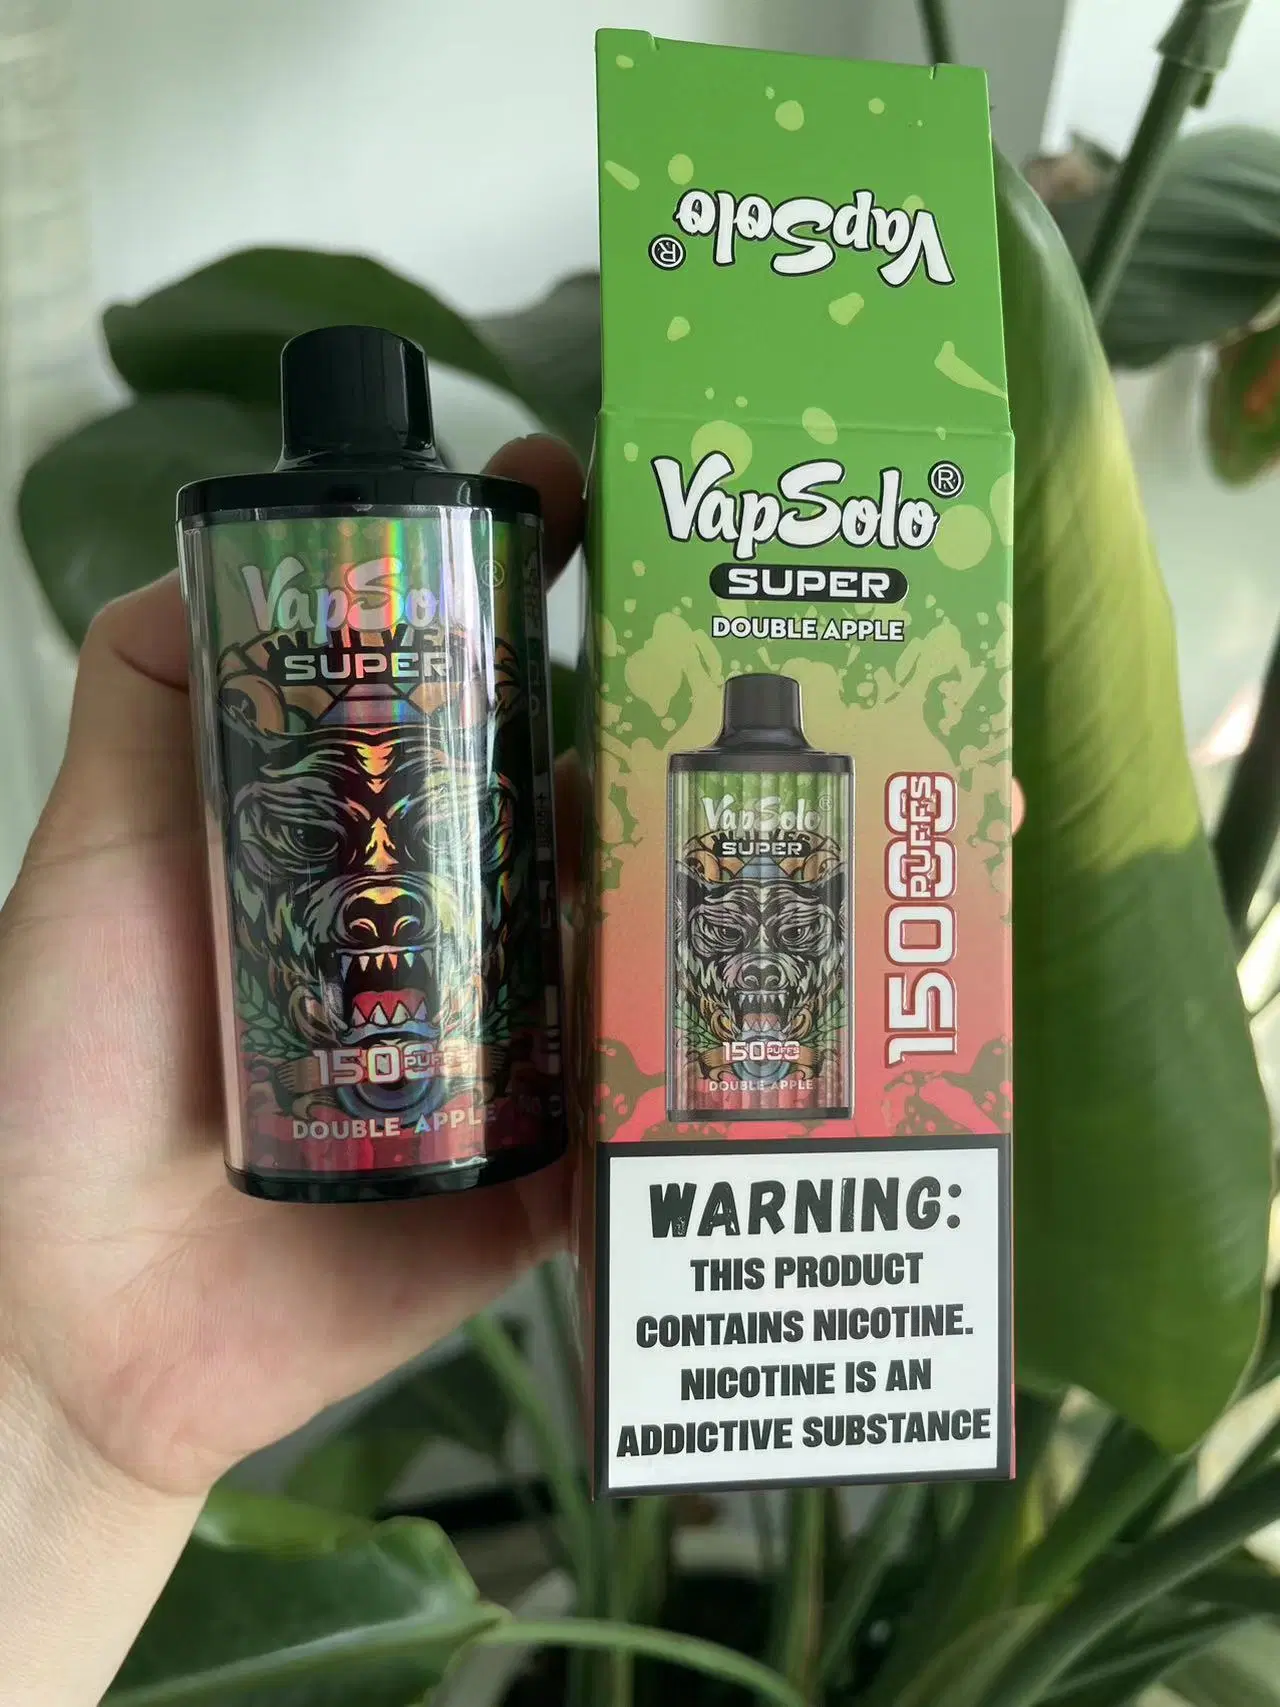 VapSolo®
VapSolo®
SUPER
DOUBLE APPLE
VapSolo®
SUPER
15000 PUFFS
DOUBLE APPLE
15000 PUFFS
WARNING:
THIS PRODUCT
CONTAINS NICOTINE.
NICOTINE IS AN
ADDICTIVE SUBSTANCE
VapSolo®
SUPER
15000 PUFFS
DOUBLE APPLE